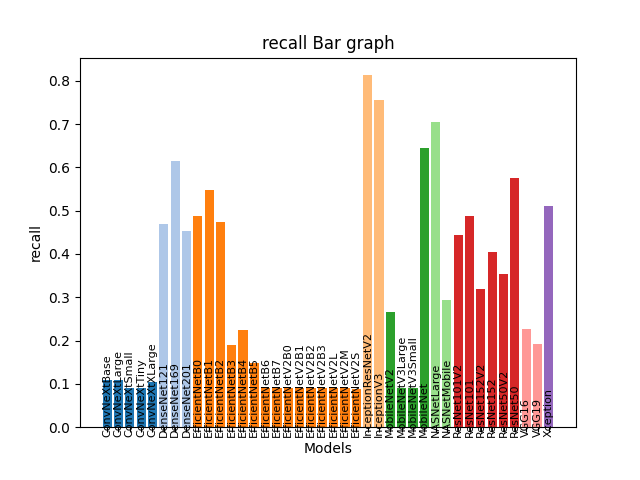 recall Bar graph
0.8
0.7
0.6
0.5
0.4
0.3
0.2
0.1
0.0
recall
ConvNeXtBase
ConvNeXtLarge
ConvNeXtSmall
ConvNeXtTiny
ConvNeXtXLarge
DenseNet121
DenseNet169
DenseNet201
EfficientNetB0
EfficientNetB1
EfficientNetB2
EfficientNetB3
EfficientNetB4
EfficientNetB5
EfficientNetB6
EfficientNetB7
EfficientNetV2B0
EfficientNetV2B1
EfficientNetV2B2
EfficientNetV2B3
EfficientNetV2L
EfficientNetV2M
EfficientNetV2S
InceptionResNetV2
InceptionV3
MobileNetV2
MobileNetV3Large
MobileNetV3Small
MobileNet
NASNetLarge
NASNetMobile
ResNet101V2
ResNet101
ResNet152V2
ResNet152
ResNet50V2
ResNet50
VGG16
VGG19
Xception
Models